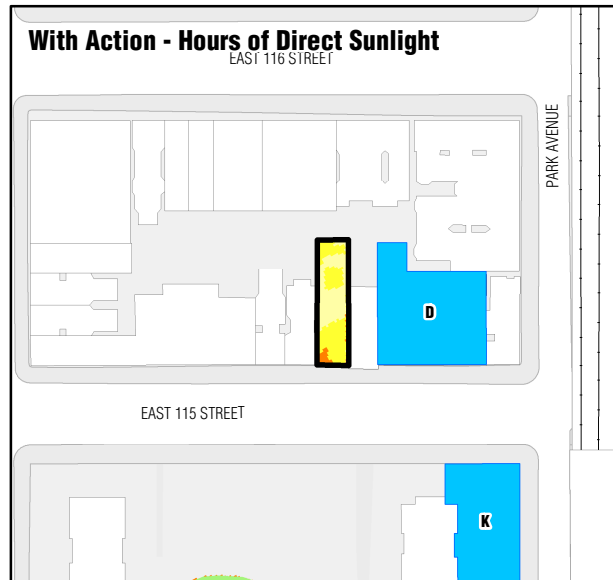 With Action - Hours of Direct Sunlight
EAST 116 STREET
PARK AVENUE
D
EAST 115 STREET
K